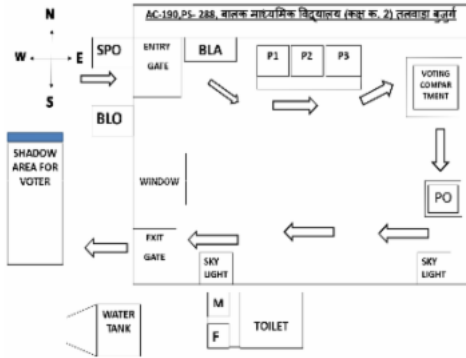 AC-190,PS- 288, बालक माध्यमिक विद्यालय (कक्ष क. 2) तलवाडा बुजुर्ग
N
W E
S
SPO
ENTRY
GATE
BLA
P1 P2 P3
VOTING
COMPAR
TMENT
BLO
SHADOW
AREA FOR
VOTER
WINDOW
PO
EXIT
GATE
SKY
LIGHT
SKY
LIGHT
WATER
TANK
M
F
TOILET